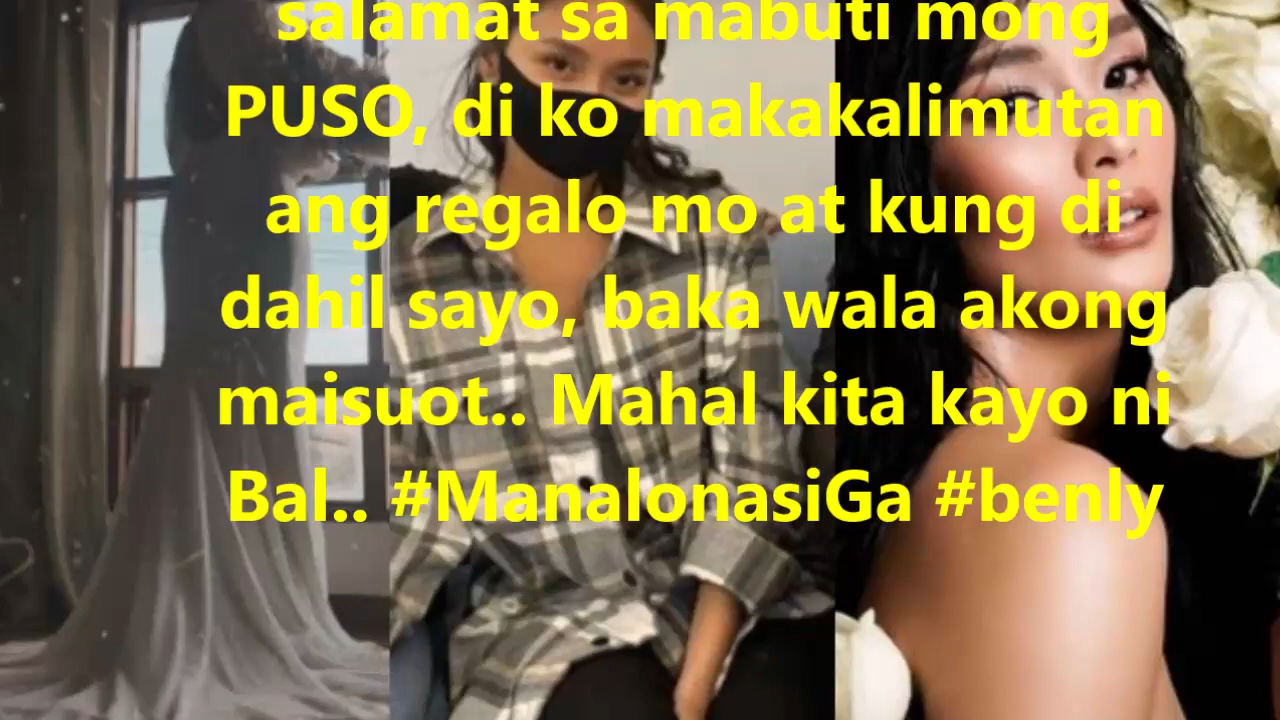 salamat sa mabuti mong
PUSO, di ko makakalimutan
ang regalo mo at kung di
dahil sayo, baka wala akong
maisuot.. Mahal kita kayo ni
Bal.. #ManalonasiGa #benly